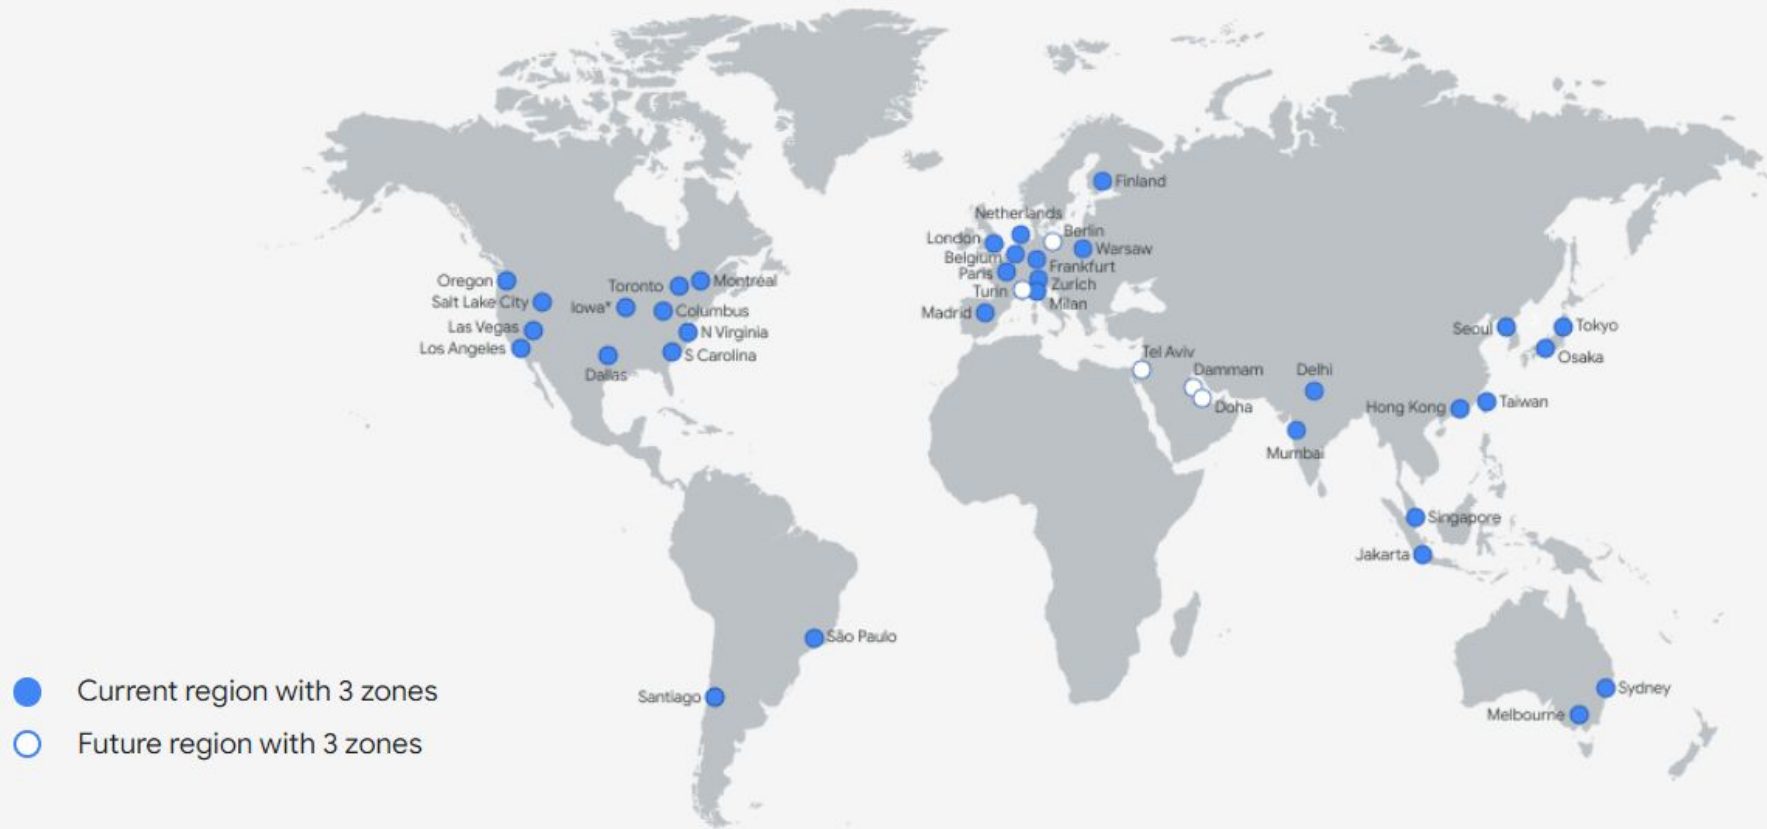 Finland
Netherlands
London
Berlin
Warsaw
Belgium
Frankfurt
Paris
Zurich
Turin
Milan
Madrid
Oregon
Toronto
Montréal
Salt Lake City
Iowa*
Columbus
Las Vegas
N Virginia
Los Angeles
S Carolina
Dallas
Seoul
Tokyo
Osaka
Tel Aviv
Dammam
Doha
Delhi
Hong Kong
Taiwan
Mumbai
Singapore
Jakarta
São Paulo
Santiago
Sydney
Melbourne
Current region with 3 zones
Future region with 3 zones